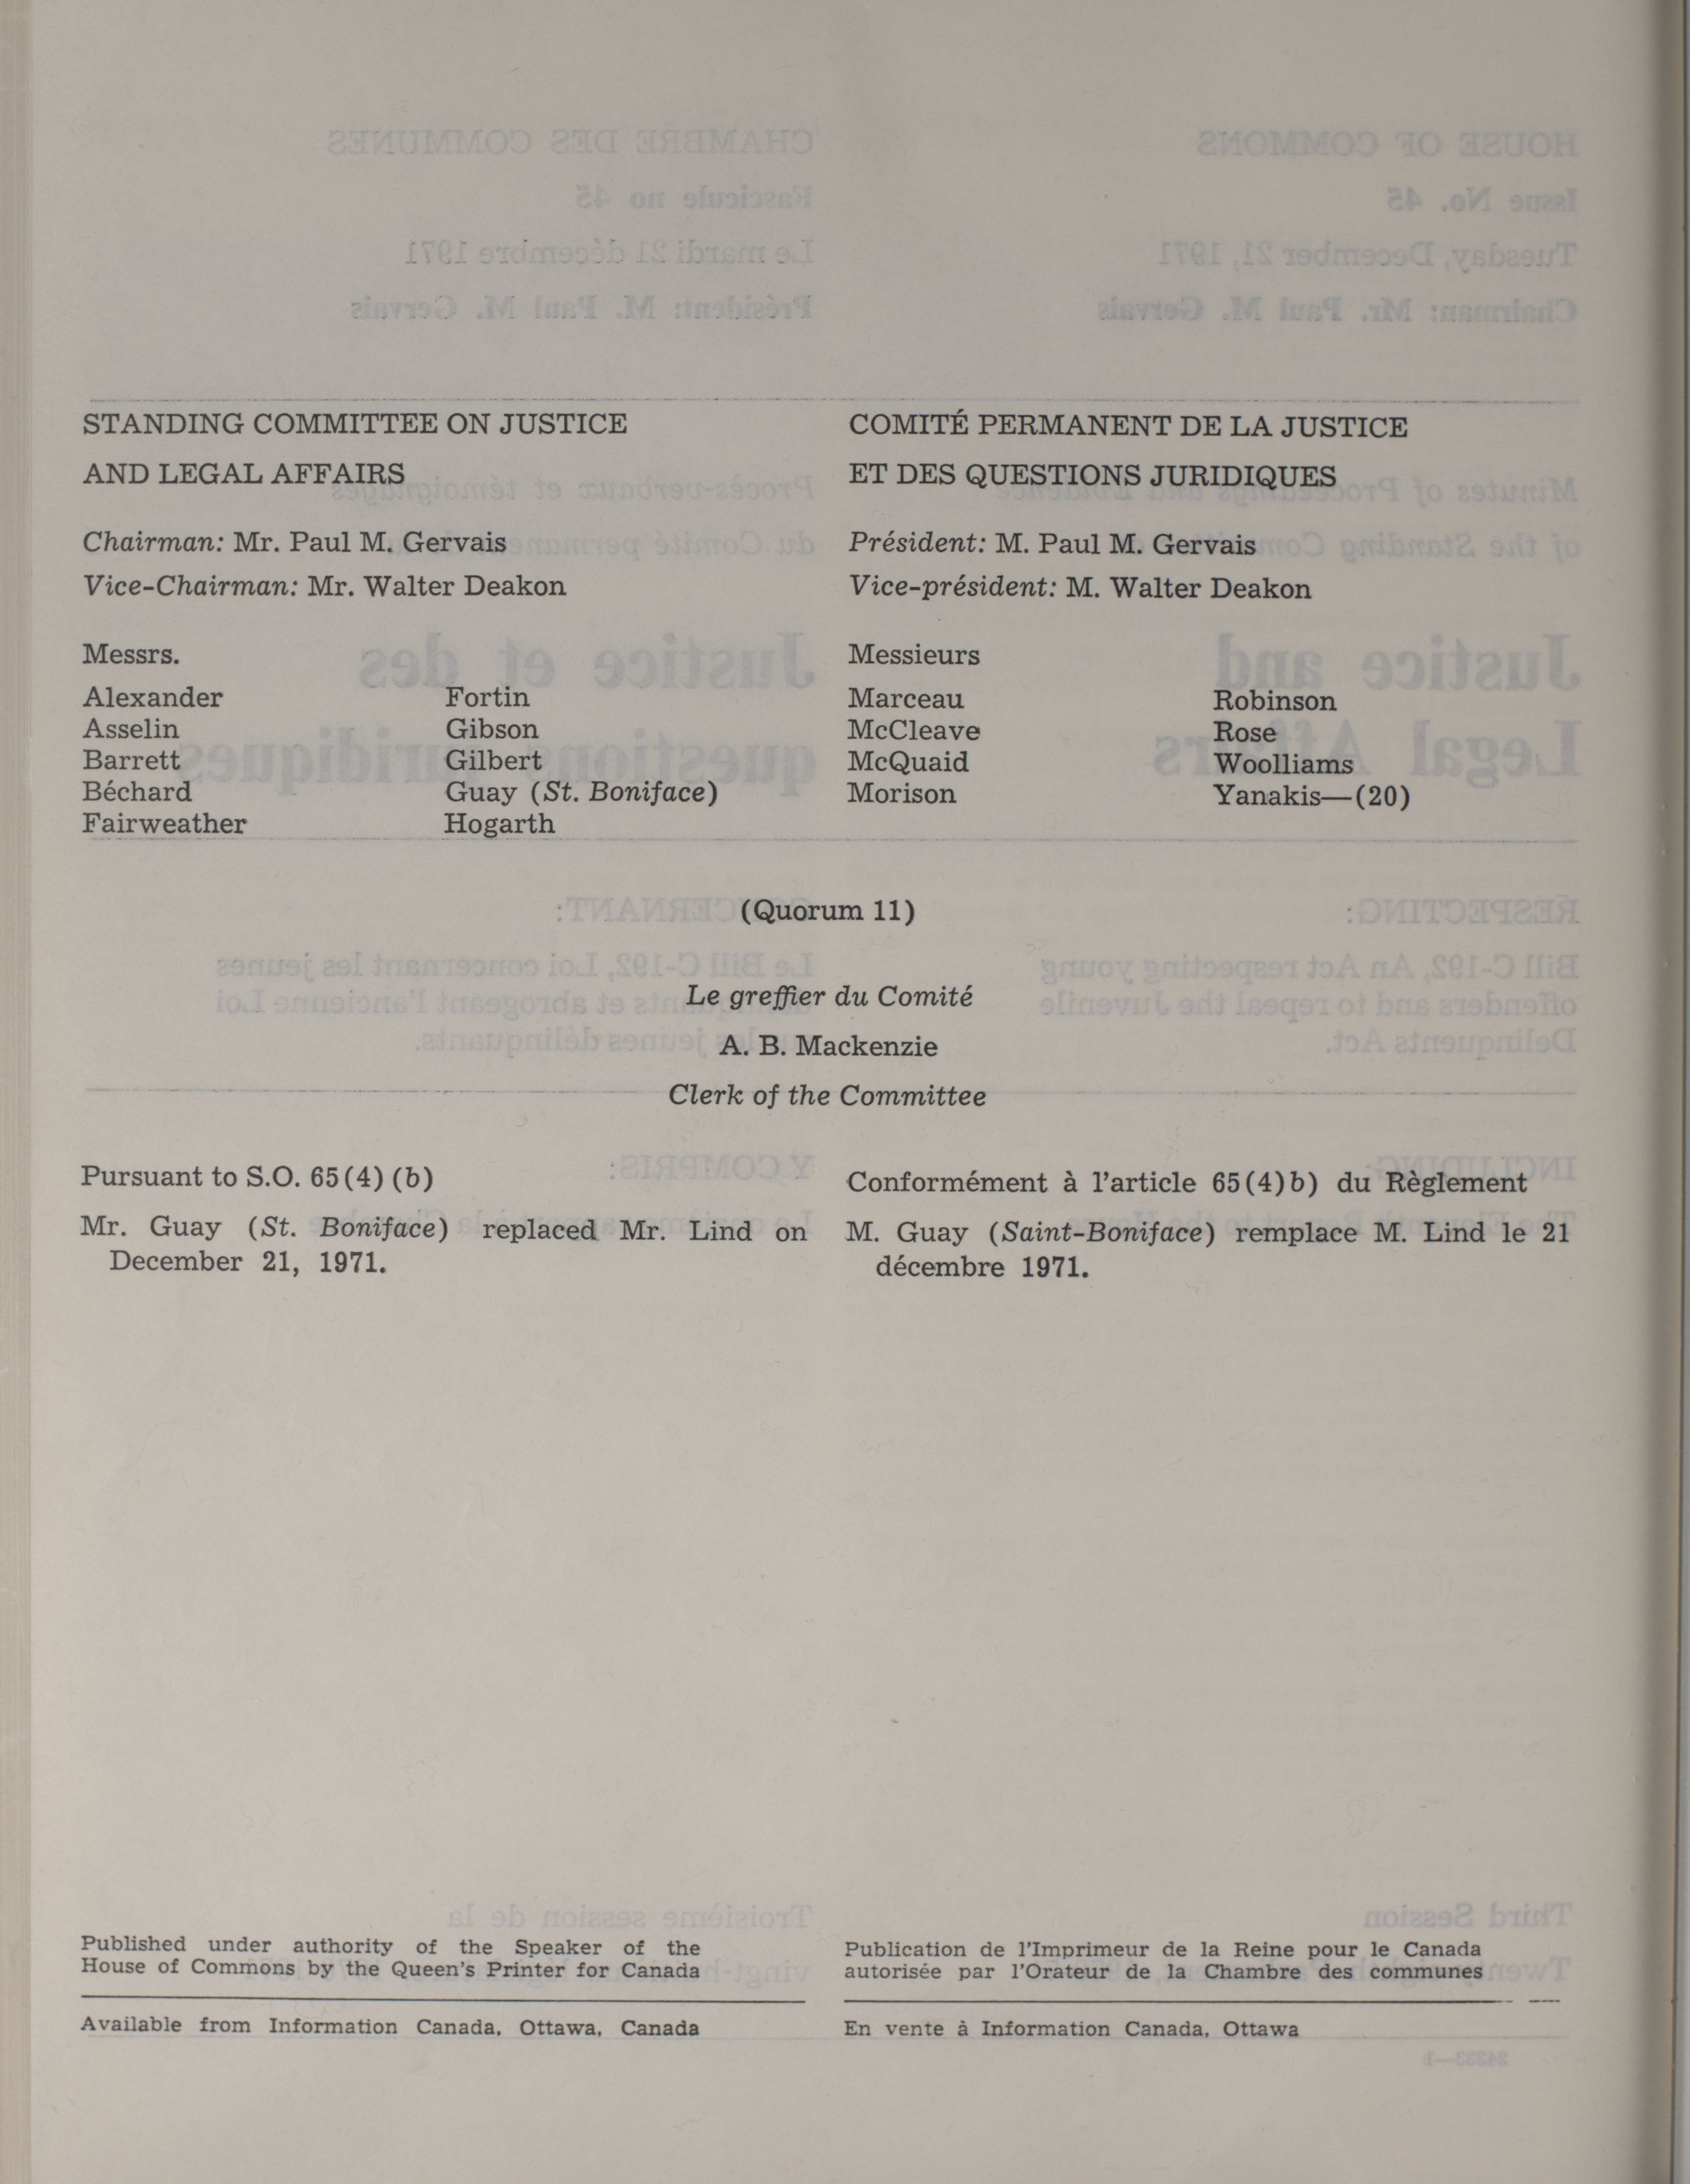 STANDING COMMITTEE ON JUSTICE
AND LEGAL AFFAIRS
Chairman: Mr. Paul M. Gervais
Vice-Chairman: Mr. Walter Deakon
Messrs.
Alexander
Asselin
Barrett
Béchard
Fairweather
Fortin
Gibson
Gilbert
Guay (St. Boniface)
Hogarth
COMITÉ PERMANENT DE LA JUSTICE
ET DES QUESTIONS JURIDIQUES
Président: M. Paul M. Gervais
Vice-président: M. Walter Deakon
Messieurs
Marceau
McCleave
McQuaid
Morison
Robinson
Rose
Woolliams
Yanakis—(20)
(Quorum 11)
Le greffier du Comité
A. B. Mackenzie
Clerk of the Committee
Pursuant to S.O. 65(4) (b)
Mr. Guay (St. Boniface) replaced Mr. Lind on
December 21, 1971.
Conformément à l'article 65(4)b) du Règlement
M. Guay (Saint-Boniface) remplace M. Lind le 21
décembre 1971.
Published under authority of the Speaker of the
House of Commons by the Queen's Printer for Canada
Available from Information Canada, Ottawa, Canada
Publication de l'Imprimeur de la Reine pour le Canada
autorisée par l'Orateur de la Chambre des communes
En vente à Information Canada, Ottawa